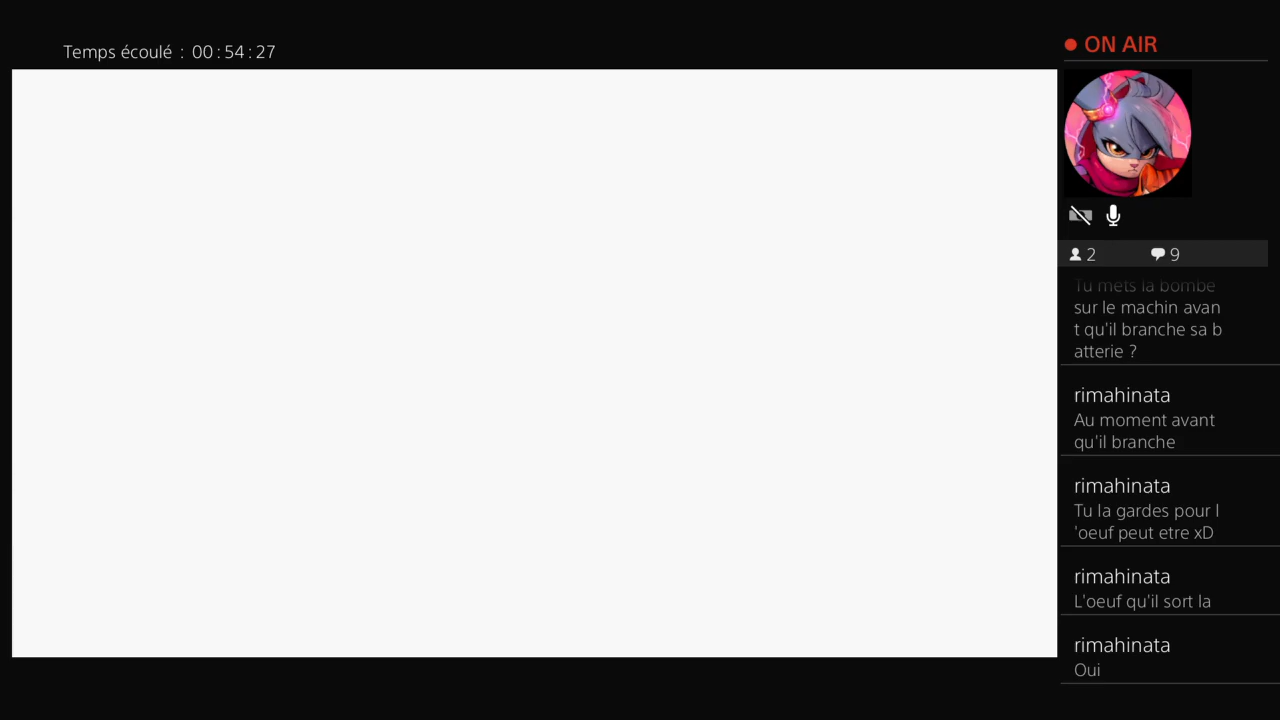 Temps écoulé : 00:54:27
ON AIR
2 9
Tu mets la bombe
sur le machin avan
t qu'il branche sa b
atterie ?
rimahinata
Au moment avant
qu'il branche
rimahinata
Tu la gardes pour l
'oeuf peut etre xD
rimahinata
L'oeuf qu'il sort la
rimahinata
Oui